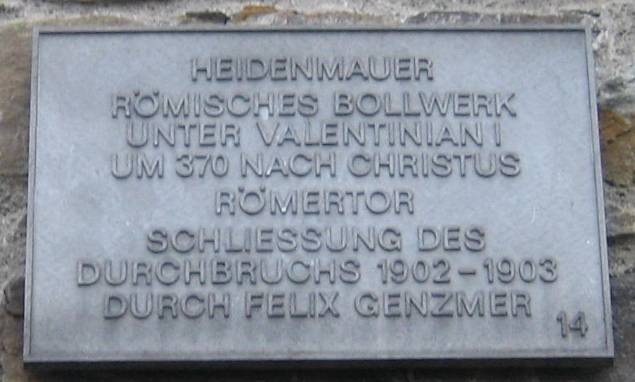 HEIDENMAUER
RÖMISCHES BOLLWERK
UNTER VALENTINIAN I
UM 370 NACH CHRISTUS
RÖMERTOR
SCHLIESSUNG DES
DURCHBRUCHS 1902-1903
DURCH FELIX GENZMER
14